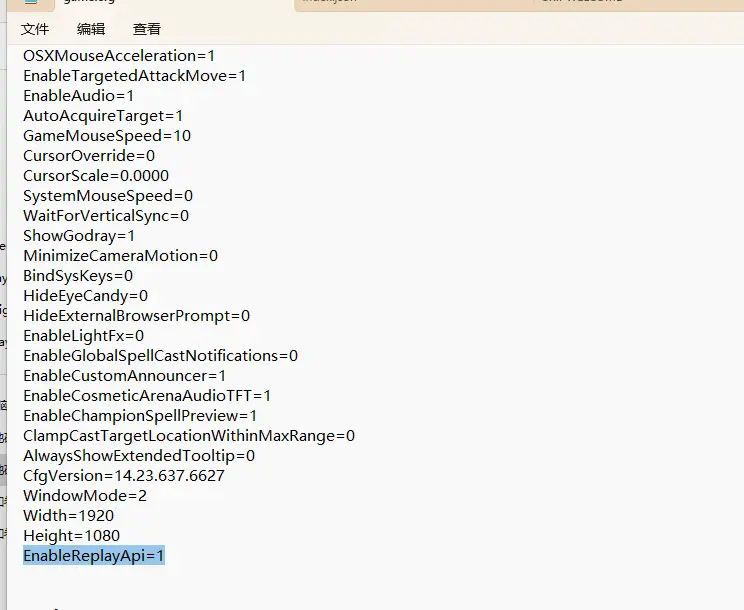 文件 编辑 查看
OSXMouseAcceleration=1
EnableTargetedAttackMove=1
EnableAudio=1
AutoAcquireTarget=1
GameMouseSpeed=10
CursorOverride=0
CursorScale=0.0000
SystemMouseSpeed=0
WaitForVerticalSync=0
ShowGodray=1
MinimizeCameraMotion=0
BindSysKeys=0
HideEyeCandy=0
HideExternalBrowserPrompt=0
EnableLightFx=0
EnableGlobalSpellCastNotifications=0
EnableCustomAnnouncer=1
EnableCosmeticArenaAudioTFT=1
EnableChampionSpellPreview=1
ClampCastTargetLocationWithinMaxRange=0
AlwaysShowExtendedTooltip=0
CfgVersion=14.23.637.6627
WindowMode=2
Width=1920
Height=1080
EnableReplayApi=1